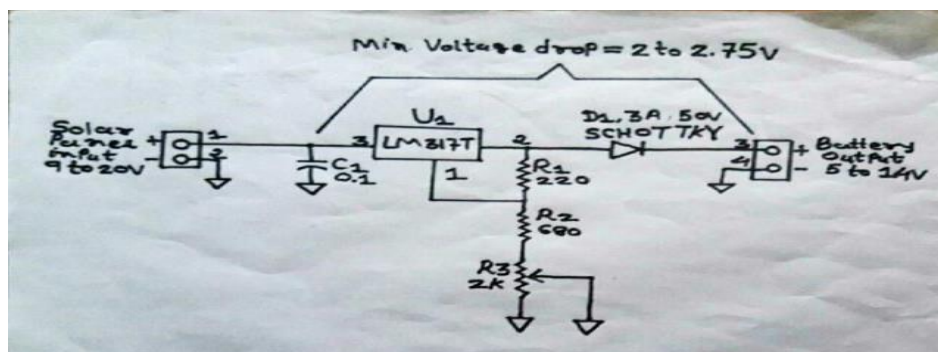 Min Voltage drop = 2 to 2.75V
Solar
Panel
Input
9 to 20V
+
-
1
2
C1
0.1
3
U1
LM317T
1
2
R1
220
R2
680
R3
2K
D1, 3A, 50V
SCHOTTKY
3
4
+
-
Battery
Output
5 to 14V